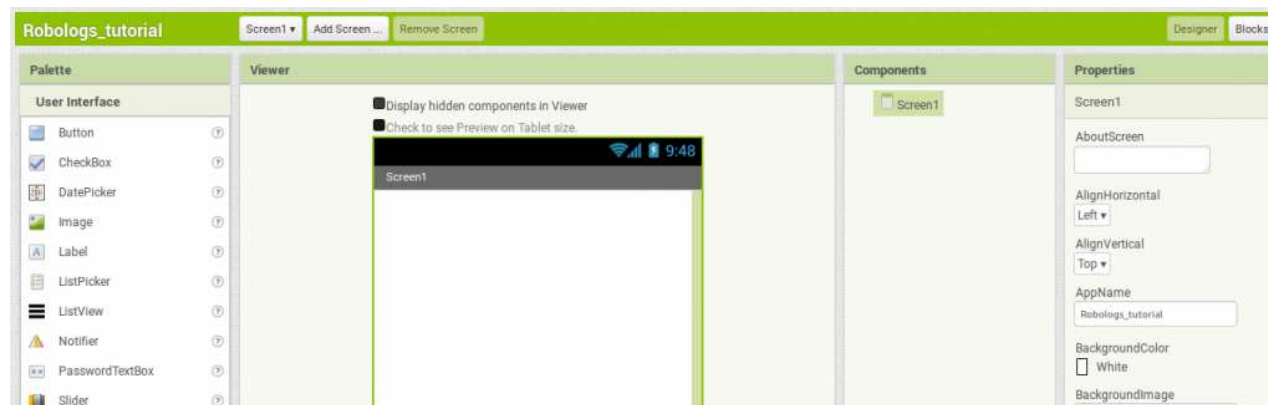 Robologs_tutorial
Screen1 ▾ Add Screen ... Remove Screen
Designer Blocks
Palette
User Interface
Button
CheckBox
DatePicker
Image
Label
ListPicker
ListView
Notifier
PasswordTextBox
Slider
Viewer
Display hidden components in Viewer
Check to see Preview on Tablet size.
9:48
Screen1
Components
Screen1
Properties
Screen1
AboutScreen
AlignHorizontal
Left ▾
AlignVertical
Top ▾
AppName
Robologs_tutorial
BackgroundColor
White
BackgroundImage